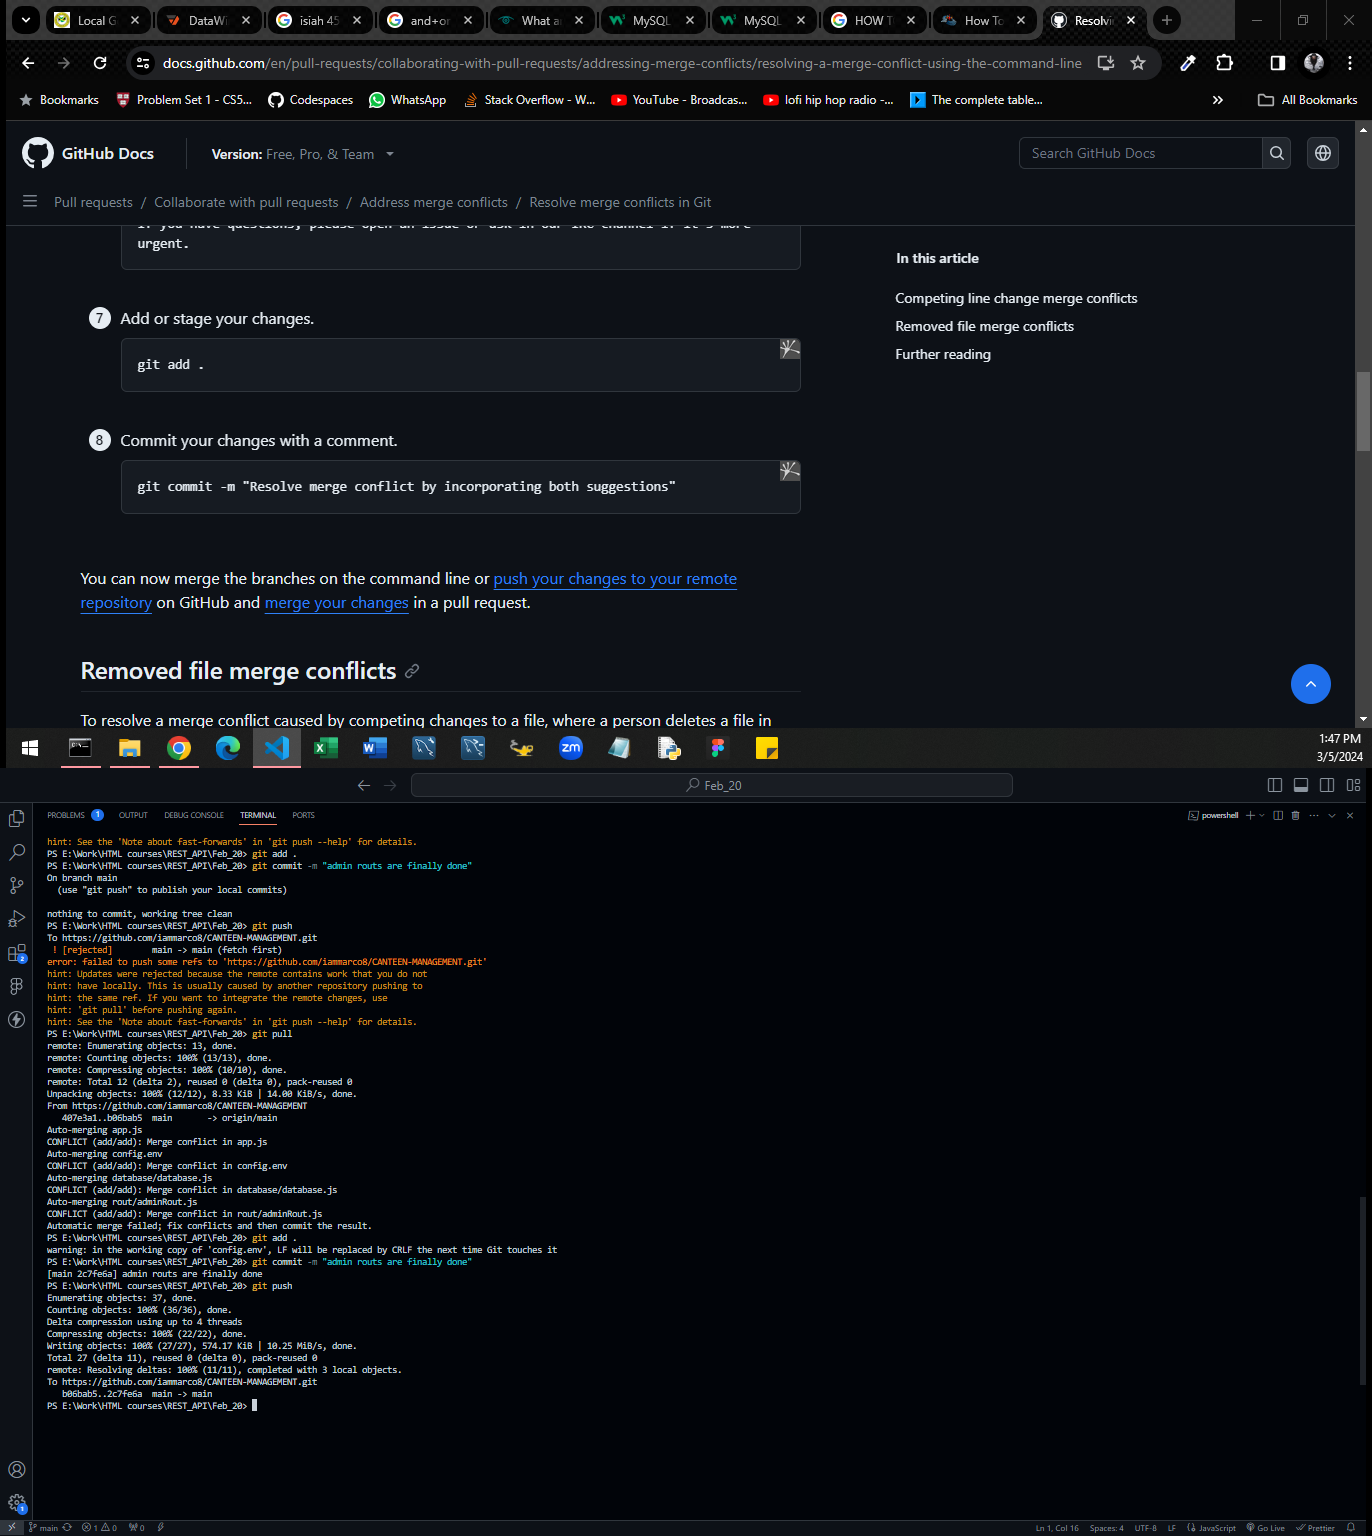 Local G
DataWi
isiah 45
and+or
What a
MySQL
MySQL
HOW T
How To
Resolvi
docs.github.com/en/pull-requests/collaborating-with-pull-requests/addressing-merge-conflicts/resolving-a-merge-conflict-using-the-command-line
Bookmarks
Problem Set 1 - CS5...
Codespaces
WhatsApp
Stack Overflow - W...
YouTube - Broadcas...
lofi hip hop radio -...
The complete table...
All Bookmarks
GitHub Docs
Version: Free, Pro, & Team
Search GitHub Docs
Pull requests / Collaborate with pull requests / Address merge conflicts / Resolve merge conflicts in Git
If you have questions, please open an issue or ask in our IRC channel if it's more
urgent.
In this article
Competing line change merge conflicts
Removed file merge conflicts
Further reading
7 Add or stage your changes.
git add .
8 Commit your changes with a comment.
git commit -m "Resolve merge conflict by incorporating both suggestions"
You can now merge the branches on the command line or push your changes to your remote
repository on GitHub and merge your changes in a pull request.
Removed file merge conflicts
To resolve a merge conflict caused by competing changes to a file, where a person deletes a file in
1:47 PM
3/5/2024
Feb_20
PROBLEMS 1 OUTPUT DEBUG CONSOLE TERMINAL PORTS
powershell
hint: See the 'Note about fast-forwards' in 'git push --help' for details.
PS E:\Work\HTML courses\REST_API\Feb_20> git add .
PS E:\Work\HTML courses\REST_API\Feb_20> git commit -m "admin routs are finally done"
On branch main
(use "git push" to publish your local commits)
nothing to commit, working tree clean
PS E:\Work\HTML courses\REST_API\Feb_20> git push
To https://github.com/iammarco8/CANTEEN-MANAGEMENT.git
! [rejected] main -> main (fetch first)
error: failed to push some refs to 'https://github.com/iammarco8/CANTEEN-MANAGEMENT.git'
hint: Updates were rejected because the remote contains work that you do not
hint: have locally. This is usually caused by another repository pushing to
hint: the same ref. If you want to integrate the remote changes, use
hint: 'git pull' before pushing again.
hint: See the 'Note about fast-forwards' in 'git push --help' for details.
PS E:\Work\HTML courses\REST_API\Feb_20> git pull
remote: Enumerating objects: 13, done.
remote: Counting objects: 100% (13/13), done.
remote: Compressing objects: 100% (10/10), done.
remote: Total 12 (delta 2), reused 0 (delta 0), pack-reused 0
Unpacking objects: 100% (12/12), 8.33 KiB | 14.00 KiB/s, done.
From https://github.com/iammarco8/CANTEEN-MANAGEMENT
407e3a1..b06bab5 main -> origin/main
Auto-merging app.js
CONFLICT (add/add): Merge conflict in app.js
Auto-merging config.env
CONFLICT (add/add): Merge conflict in config.env
Auto-merging database/database.js
CONFLICT (add/add): Merge conflict in database/database.js
Auto-merging rout/adminRout.js
CONFLICT (add/add): Merge conflict in rout/adminRout.js
Automatic merge failed; fix conflicts and then commit the result.
PS E:\Work\HTML courses\REST_API\Feb_20> git add .
warning: in the working copy of 'config.env', LF will be replaced by CRLF the next time Git touches it
PS E:\Work\HTML courses\REST_API\Feb_20> git commit -m "admin routs are finally done"
[main 2c7fe6a] admin routs are finally done
PS E:\Work\HTML courses\REST_API\Feb_20> git push
Enumerating objects: 37, done.
Counting objects: 100% (36/36), done.
Delta compression using up to 4 threads
Compressing objects: 100% (22/22), done.
Writing objects: 100% (27/27), 574.17 KiB | 10.25 MiB/s, done.
Total 27 (delta 11), reused 0 (delta 0), pack-reused 0
remote: Resolving deltas: 100% (11/11), completed with 3 local objects.
To https://github.com/iammarco8/CANTEEN-MANAGEMENT.git
b06bab5..2c7fe6a main -> main
PS E:\Work\HTML courses\REST_API\Feb_20>
main 1 0 0 Ln 1, Col 16 Spaces: 4 UTF-8 LF JavaScript Go Live Prettier